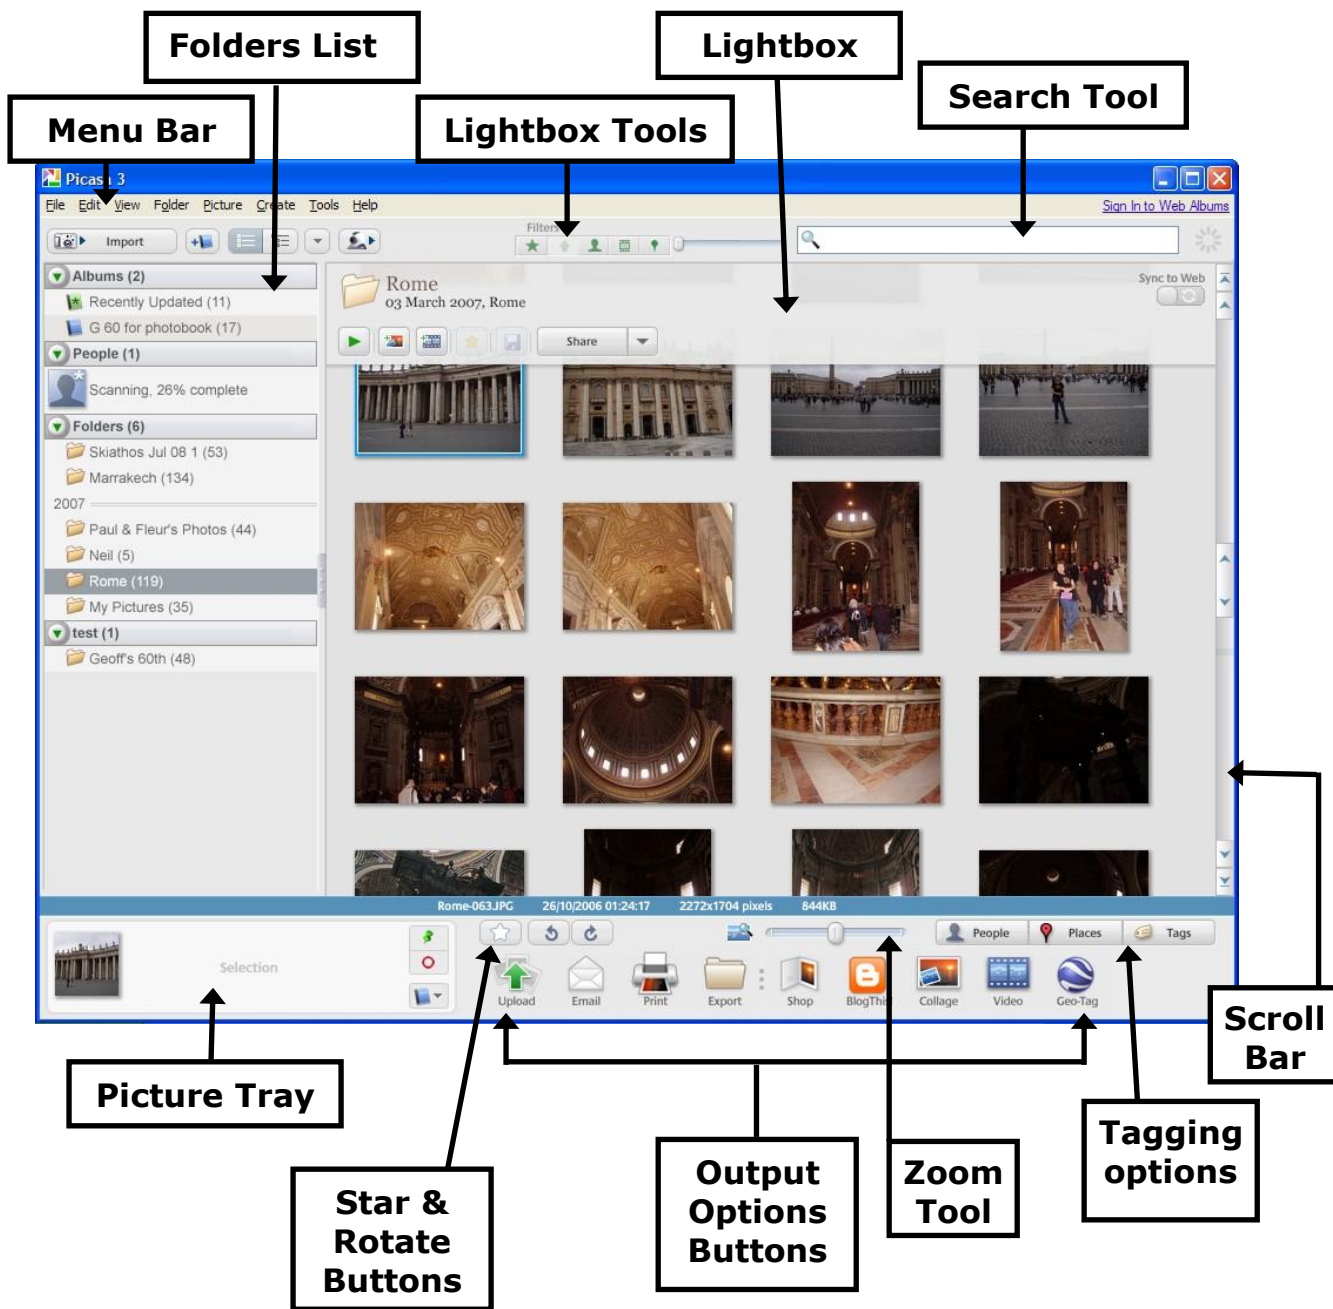 Folders List
Lightbox
Search Tool
Menu Bar
Lightbox Tools
Picasa 3
File Edit View Folder Picture Create Tools Help
Sign In to Web Albums
Import
Filters
Albums (2)
Recently Updated (11)
G 60 for photobook (17)
People (1)
Scanning, 26% complete
Folders (6)
Skiathos Jul 08 1 (53)
Marrakech (134)
2007
Paul & Fleur's Photos (44)
Neil (5)
Rome (119)
My Pictures (35)
test (1)
Geoff's 60th (48)
Rome
03 March 2007, Rome
Sync to Web
Share
Rome-063.JPG 26/10/2006 01:24:17 2272x1704 pixels 844KB
Selection
People Places Tags
Upload Email Print Export Shop BlogThis! Collage Video Geo-Tag
Scroll
Bar
Picture Tray
Star &
Rotate
Buttons
Output
Options
Buttons
Zoom
Tool
Tagging
options